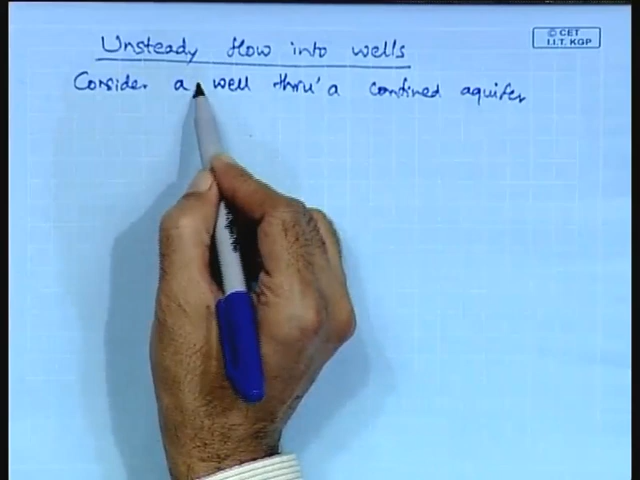 © CET
I.I.T. KGP
Unsteady flow into wells
Consider a well thru' a confined aquifer